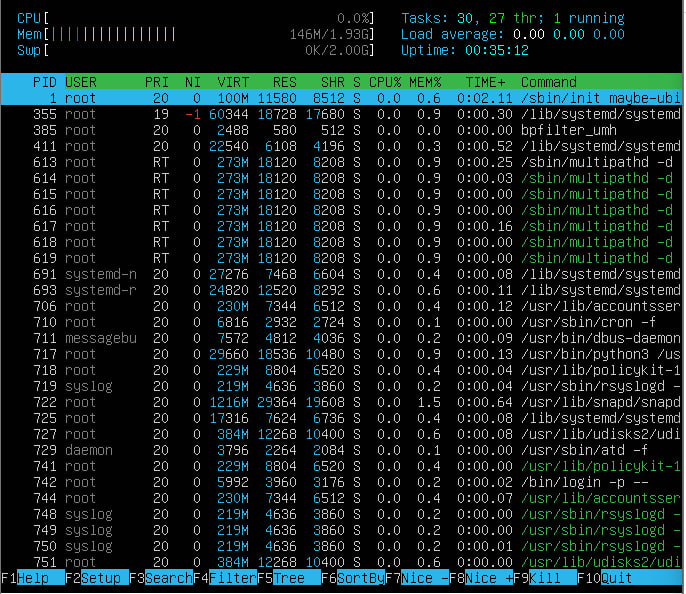 CPU[ 0.0%] Tasks: 30, 27 thr; 1 running
Mem[|||||||||||||||| 146M/1.93G] Load average: 0.00 0.00 0.00
Swp[ 0K/2.00G] Uptime: 00:35:12
PID USER PRI NI VIRT RES SHR S CPU% MEM% TIME+ Command
1 root 20 0 100M 11580 8512 S 0.0 0.6 0:02.11 /sbin/init maybe-ubi
355 root 19 -1 60344 18728 17680 S 0.0 0.9 0:00.30 /lib/systemd/systemd
385 root 20 0 2488 580 512 S 0.0 0.0 0:00.00 bpfilter_umh
411 root 20 0 22540 6108 4196 S 0.0 0.3 0:00.52 /lib/systemd/systemd
613 root RT 0 273M 18120 8208 S 0.0 0.9 0:00.25 /sbin/multipathd -d
614 root RT 0 273M 18120 8208 S 0.0 0.9 0:00.03 /sbin/multipathd -d
615 root RT 0 273M 18120 8208 S 0.0 0.9 0:00.00 /sbin/multipathd -d
616 root RT 0 273M 18120 8208 S 0.0 0.9 0:00.00 /sbin/multipathd -d
617 root RT 0 273M 18120 8208 S 0.0 0.9 0:00.16 /sbin/multipathd -d
618 root RT 0 273M 18120 8208 S 0.0 0.9 0:00.00 /sbin/multipathd -d
619 root RT 0 273M 18120 8208 S 0.0 0.9 0:00.00 /sbin/multipathd -d
691 systemd-n 20 0 27276 7468 6604 S 0.0 0.4 0:00.08 /lib/systemd/systemd
693 systemd-r 20 0 24820 12520 8292 S 0.0 0.6 0:00.11 /lib/systemd/systemd
706 root 20 0 230M 7344 6512 S 0.0 0.4 0:00.12 /usr/lib/accountsser
710 root 20 0 6816 2932 2724 S 0.0 0.1 0:00.00 /usr/sbin/cron -f
711 messagebu 20 0 7572 4812 4036 S 0.0 0.2 0:00.09 /usr/bin/dbus-daemon
717 root 20 0 29660 18536 10480 S 0.0 0.9 0:00.13 /usr/bin/python3 /us
718 root 20 0 229M 8804 6520 S 0.0 0.4 0:00.04 /usr/lib/policykit-1
719 syslog 20 0 219M 4636 3860 S 0.0 0.2 0:00.04 /usr/sbin/rsyslogd -
722 root 20 0 1216M 29364 19608 S 0.0 1.5 0:00.64 /usr/lib/snapd/snapd
725 root 20 0 17316 7624 6736 S 0.0 0.4 0:00.08 /lib/systemd/systemd
727 root 20 0 384M 12268 10400 S 0.0 0.6 0:00.08 /usr/lib/udisks2/udi
729 daemon 20 0 3796 2264 2084 S 0.0 0.1 0:00.00 /usr/sbin/atd -f
741 root 20 0 229M 8804 6520 S 0.0 0.4 0:00.00 /usr/lib/policykit-1
742 root 20 0 5992 3960 3176 S 0.0 0.2 0:00.02 /bin/login -p --
744 root 20 0 230M 7344 6512 S 0.0 0.4 0:00.07 /usr/lib/accountsser
748 syslog 20 0 219M 4636 3860 S 0.0 0.2 0:00.00 /usr/sbin/rsyslogd -
749 syslog 20 0 219M 4636 3860 S 0.0 0.2 0:00.00 /usr/sbin/rsyslogd -
750 syslog 20 0 219M 4636 3860 S 0.0 0.2 0:00.01 /usr/sbin/rsyslogd -
751 root 20 0 384M 12268 10400 S 0.0 0.6 0:00.00 /usr/lib/udisks2/udi
F1Help F2Setup F3SearchF4FilterF5Tree F6SortByF7Nice -F8Nice +F9Kill F10Quit